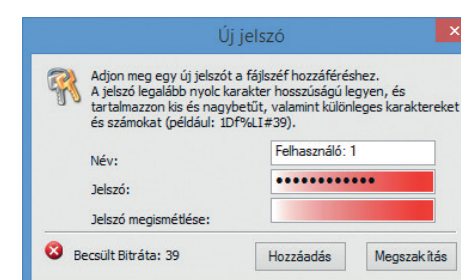 Új jelszó
Adjon meg egy új jelszót a fájlszéf hozzáféréshez.
A jelszó legalább nyolc karakter hosszúságú legyen, és
tartalmazzon kis és nagybetűt, valamint különleges karaktereket
és számokat (például: 1Df%LI#39).
Név: Felhasználó: 1
Jelszó: ••••••••••••
Jelszó megismétlése:
Becsült Bitráta: 39 Hozzáadás Megszakítás